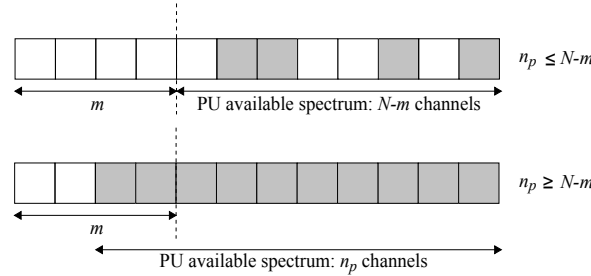 n_p ≤ N-m
m
PU available spectrum: N-m channels
n_p ≥ N-m
m
PU available spectrum: n_p channels